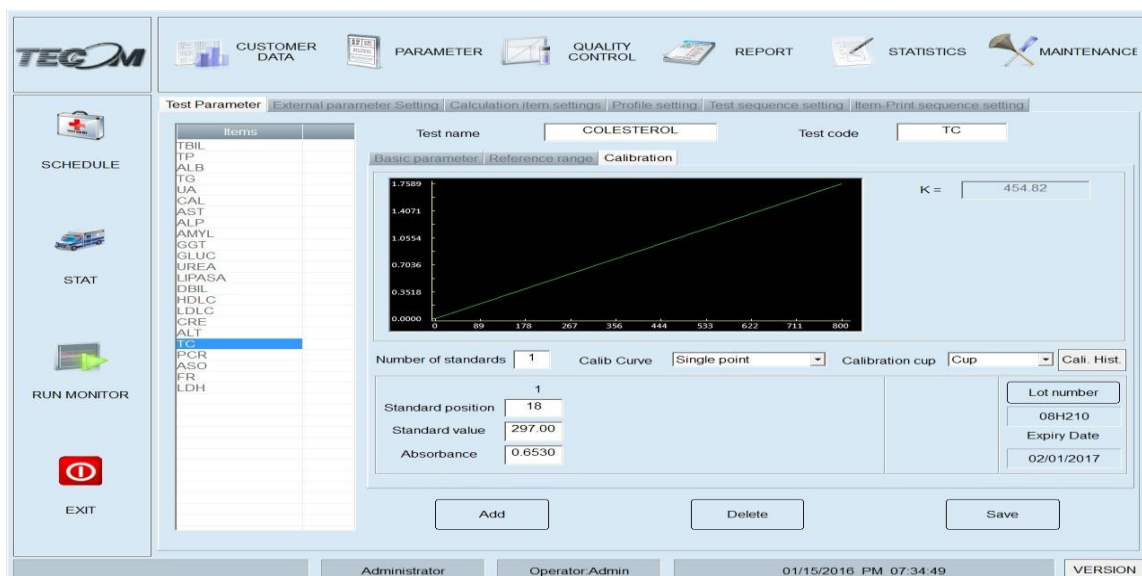 TECOM
CUSTOMER
DATA
PARAMETER
QUALITY
CONTROL
REPORT
STATISTICS
MAINTENANCE
SCHEDULE
STAT
RUN MONITOR
EXIT
Test Parameter External parameter Setting Calculation item settings Profile setting Test sequence setting Item-Print sequence setting
Items
TBIL
TP
ALB
TG
UA
CAL
AST
ALP
AMYL
GGT
GLUC
UREA
LIPASA
DBIL
HDLC
LDLC
CRE
ALT
TC
PCR
ASO
FR
LDH
Test name COLESTEROL Test code TC
Basic parameter Reference range Calibration
1.7589
1.4071
1.0554
0.7036
0.3518
0.0000
0 89 178 267 356 444 533 622 711 800
K = 454.82
Number of standards 1 Calib Curve Single point Calibration cup Cup Cali. Hist.
1
Standard position 18
Standard value 297.00
Absorbance 0.6530
Lot number
08H210
Expiry Date
02/01/2017
Add Delete Save
Administrator Operator:Admin 01/15/2016 PM 07:34:49 VERSION